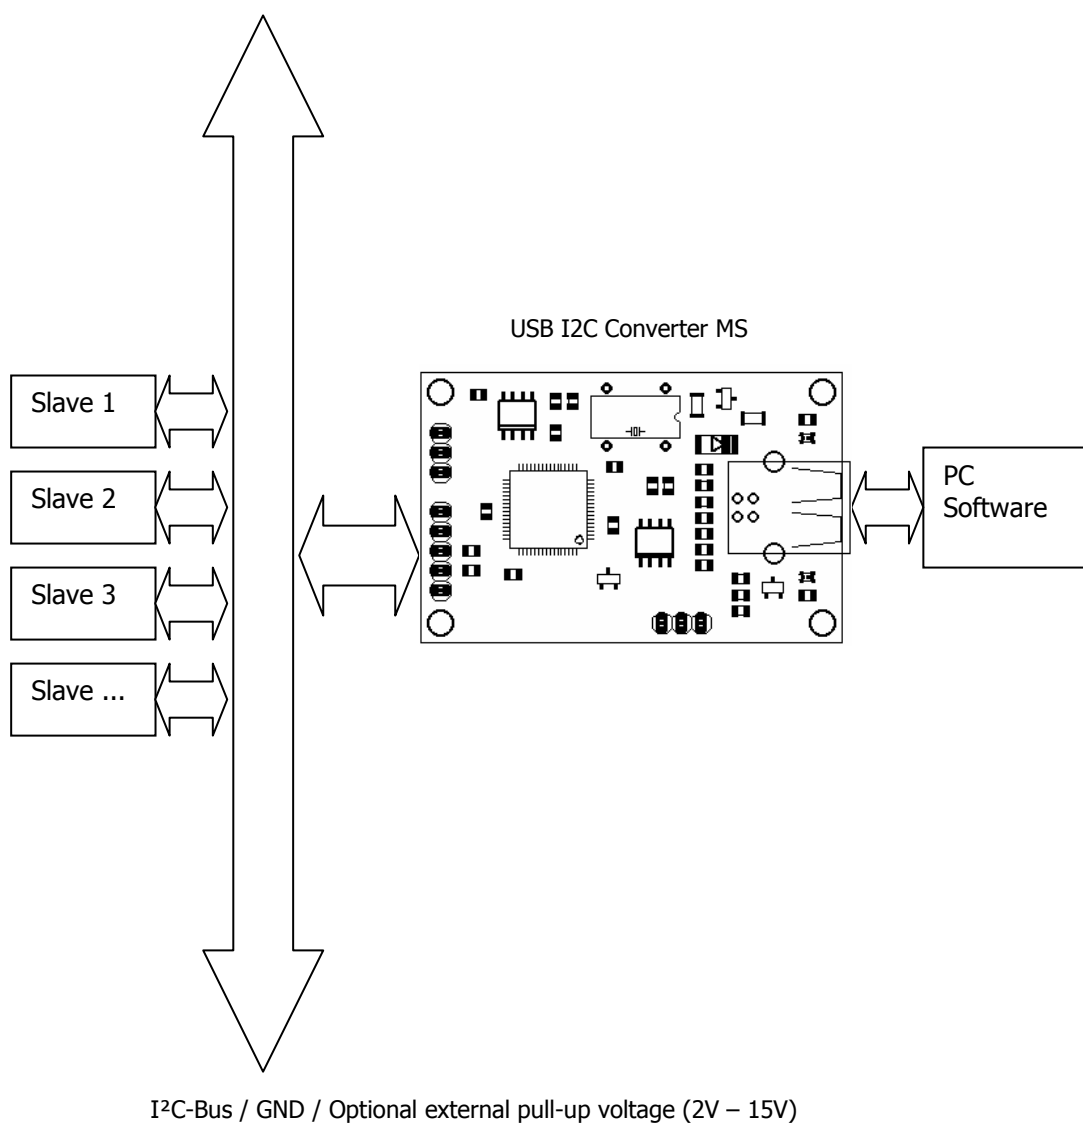 USB I2C Converter MS
Slave 1
Slave 2
Slave 3
Slave ...
PC
Software
I²C-Bus / GND / Optional external pull-up voltage (2V – 15V)